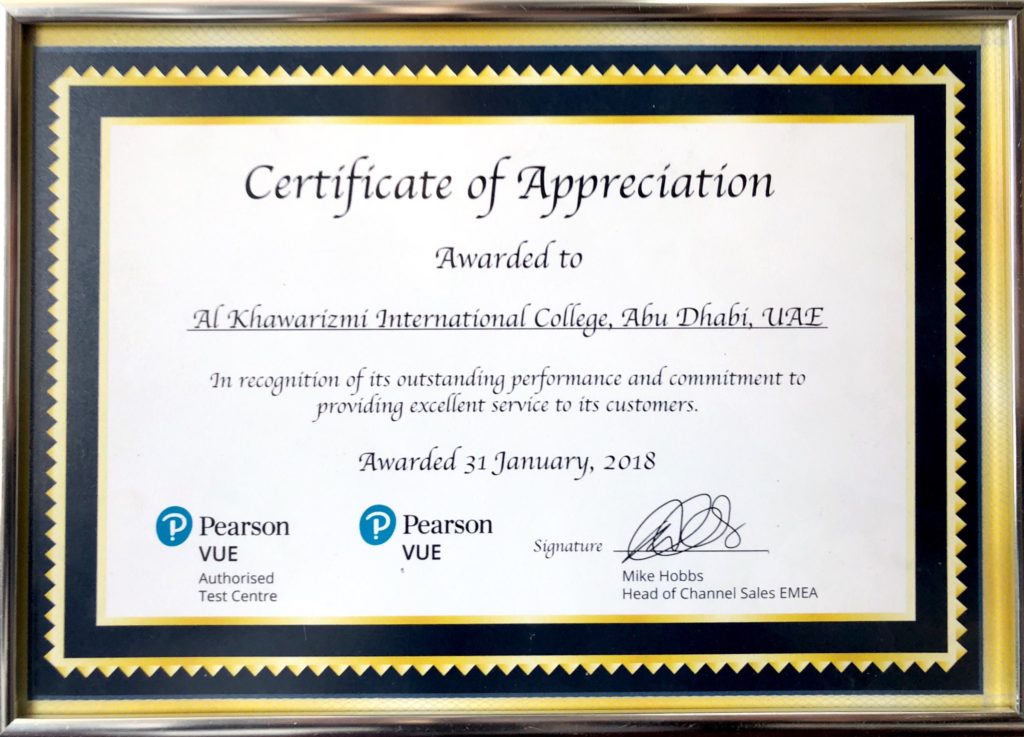 Certificate of Appreciation
Awarded to
Al Khawarizmi International College, Abu Dhabi, UAE
In recognition of its outstanding performance and commitment to
providing excellent service to its customers.
Awarded 31 January, 2018
Pearson
VUE
Authorised
Test Centre
Pearson
VUE
Signature
Mike Hobbs
Head of Channel Sales EMEA